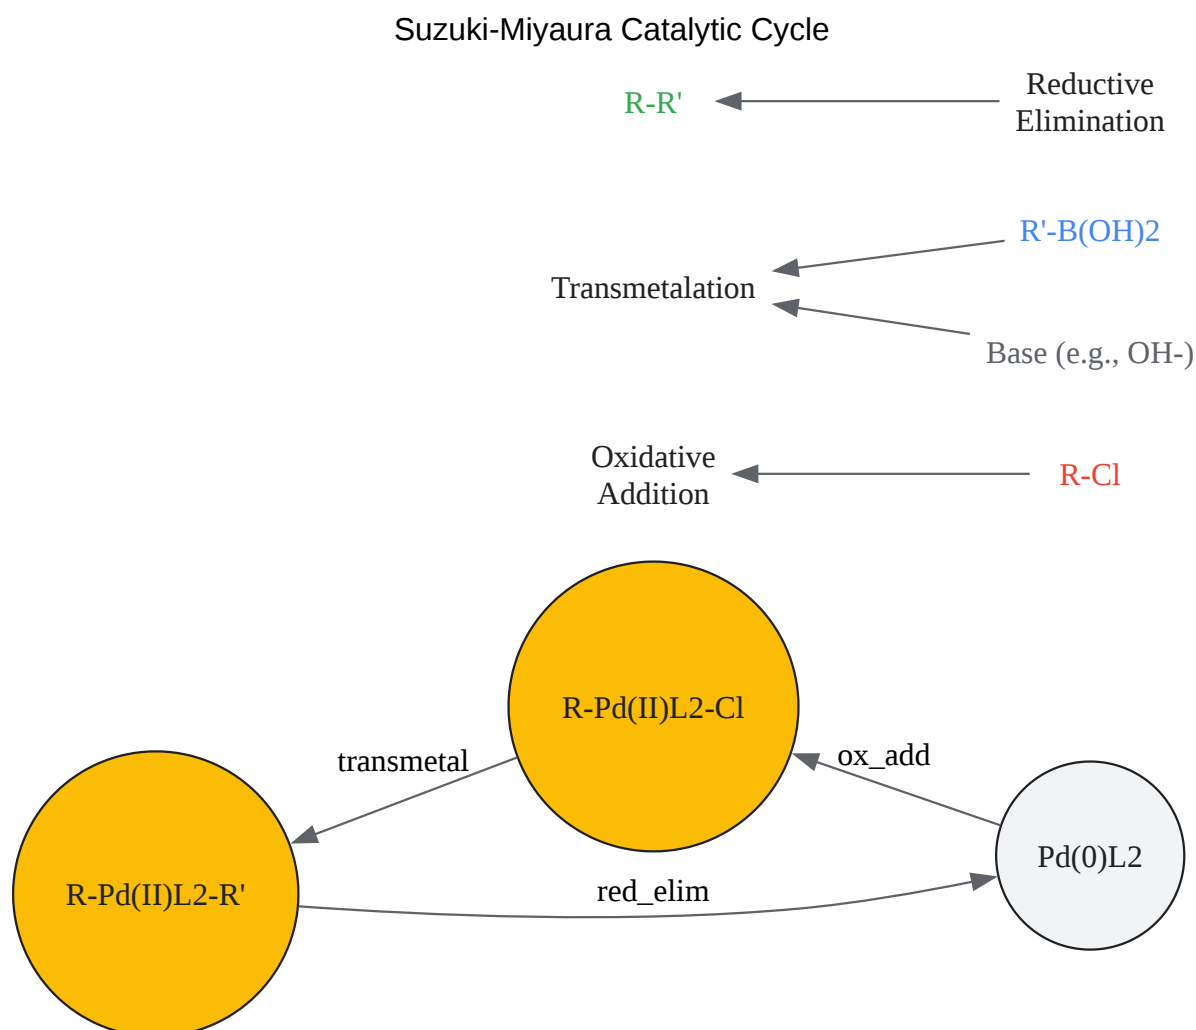 Suzuki-Miyaura Catalytic Cycle
R-R'
Reductive
Elimination
R'-B(OH)2
Transmetalation
Base (e.g., OH-)
Oxidative
Addition
R-Cl
R-Pd(II)L2-Cl
transmetal
ox_add
Pd(0)L2
R-Pd(II)L2-R'
red_elim